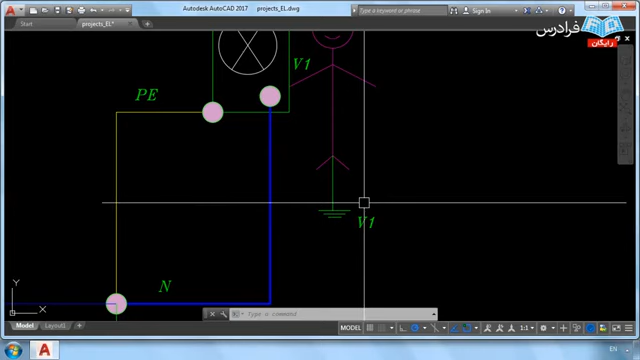 Autodesk AutoCAD 2017 projects_EL.dwg
Type a keyword or phrase
Sign In
فرادرس
رایگان
Start
projects_EL*
V1
PE
V1
N
Y
X
Type a command
Model
Layout1
MODEL
1:1
EN